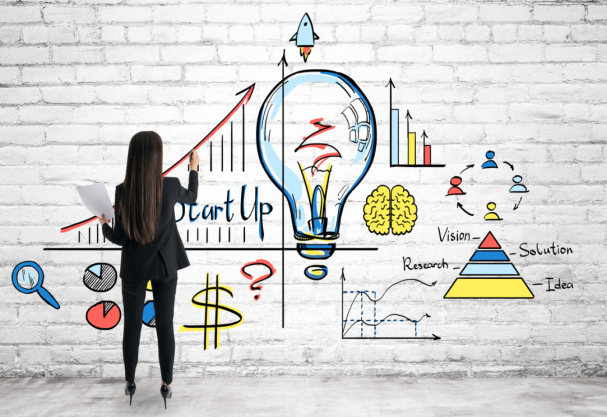 Start Up
Vision
Solution
Research
Idea
?
$